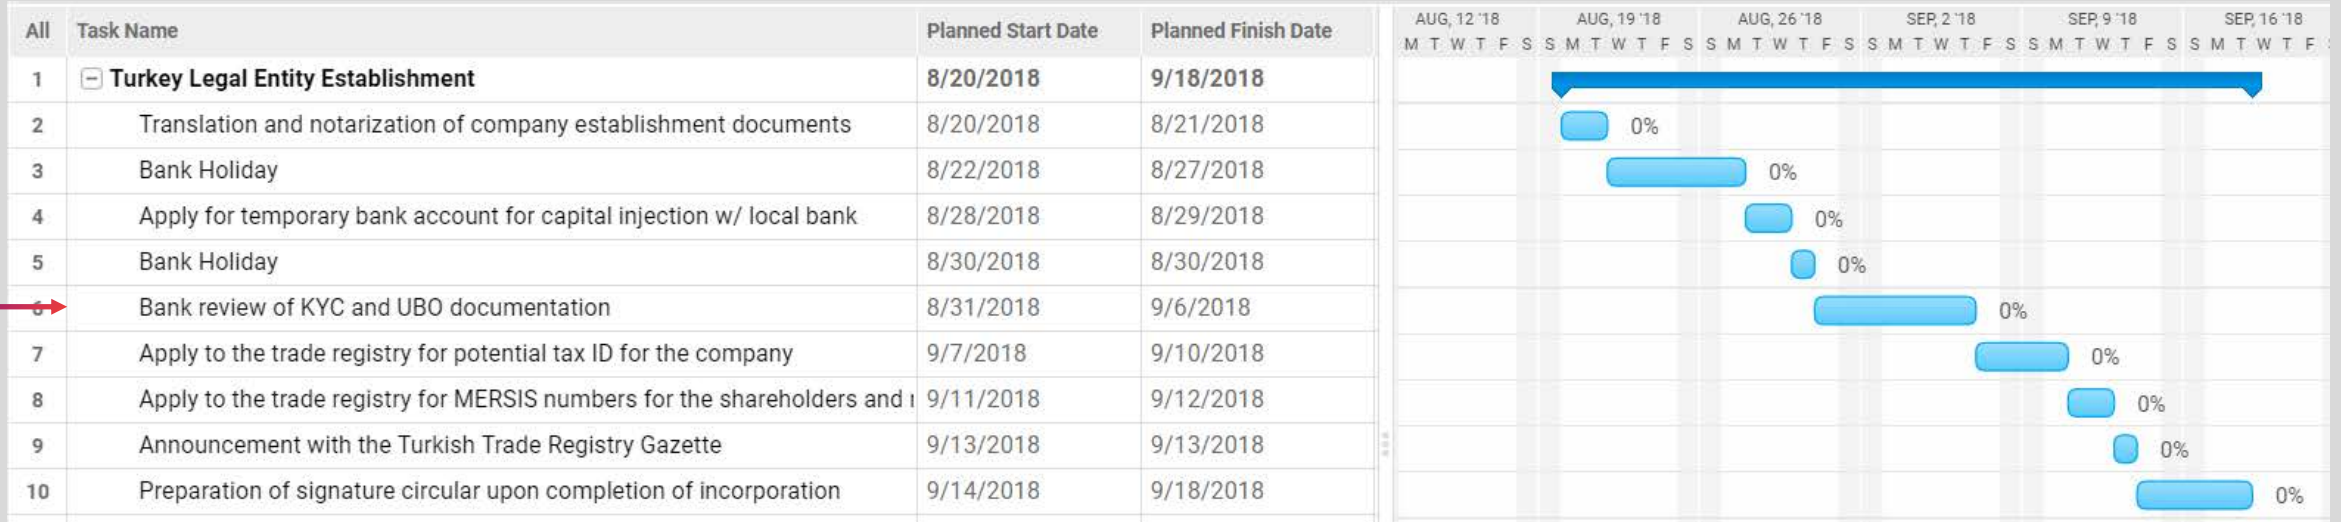 All Task Name Planned Start Date Planned Finish Date AUG, 12 '18 AUG, 19 '18 AUG, 26 '18 SEP, 2 '18 SEP, 9 '18 SEP, 16 '18
M T W T F S S M T W T F S S M T W T F S S M T W T F S S M T W T F S S M T W T F
1 Turkey Legal Entity Establishment 8/20/2018 9/18/2018
2 Translation and notarization of company establishment documents 8/20/2018 8/21/2018 0%
3 Bank Holiday 8/22/2018 8/27/2018 0%
4 Apply for temporary bank account for capital injection w/ local bank 8/28/2018 8/29/2018 0%
5 Bank Holiday 8/30/2018 8/30/2018 0%
6 Bank review of KYC and UBO documentation 8/31/2018 9/6/2018 0%
7 Apply to the trade registry for potential tax ID for the company 9/7/2018 9/10/2018 0%
8 Apply to the trade registry for MERSIS numbers for the shareholders and 9/11/2018 9/12/2018 0%
9 Announcement with the Turkish Trade Registry Gazette 9/13/2018 9/13/2018 0%
10 Preparation of signature circular upon completion of incorporation 9/14/2018 9/18/2018 0%